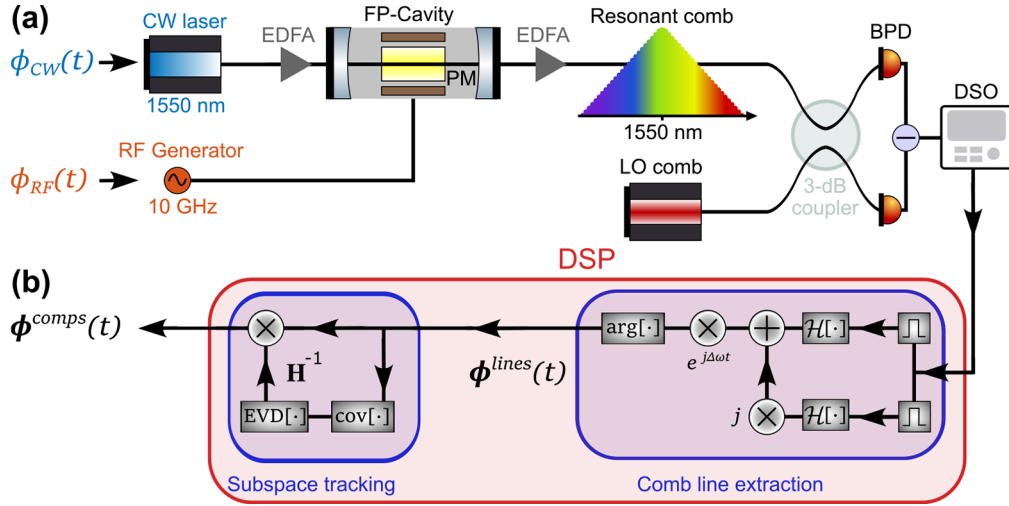 (a)
CW laser
FP-Cavity
Resonant comb
BPD
EDFA
EDFA
DSO
ϕ_CW(t)
PM
1550 nm
1550 nm
RF Generator
LO comb
ϕ_RF(t)
3-dB
coupler
10 GHz
DSP
(b)
ϕ^comps(t)
arg[·]
ℋ[·]
e^{jΔωt}
H^{-1}
ϕ^lines(t)
EVD[·]
cov[·]
j
ℋ[·]
Subspace tracking
Comb line extraction